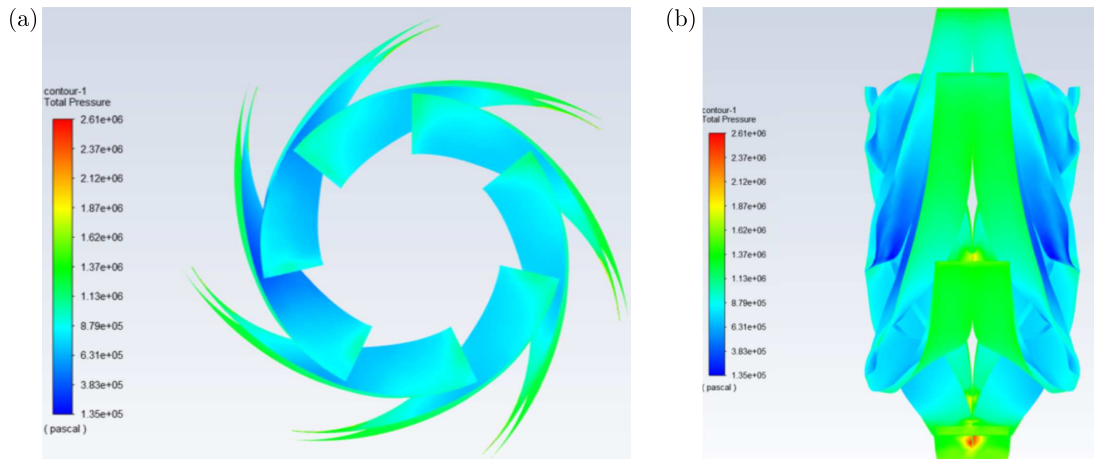 (a)
contour-1
Total Pressure
2.61e+06
2.37e+06
2.12e+06
1.87e+06
1.62e+06
1.37e+06
1.13e+06
8.79e+05
6.31e+05
3.83e+05
1.35e+05
( pascal )
(b)
contour-1
Total Pressure
2.61e+06
2.37e+06
2.12e+06
1.87e+06
1.62e+06
1.37e+06
1.13e+06
8.79e+05
6.31e+05
3.83e+05
1.35e+05
( pascal )